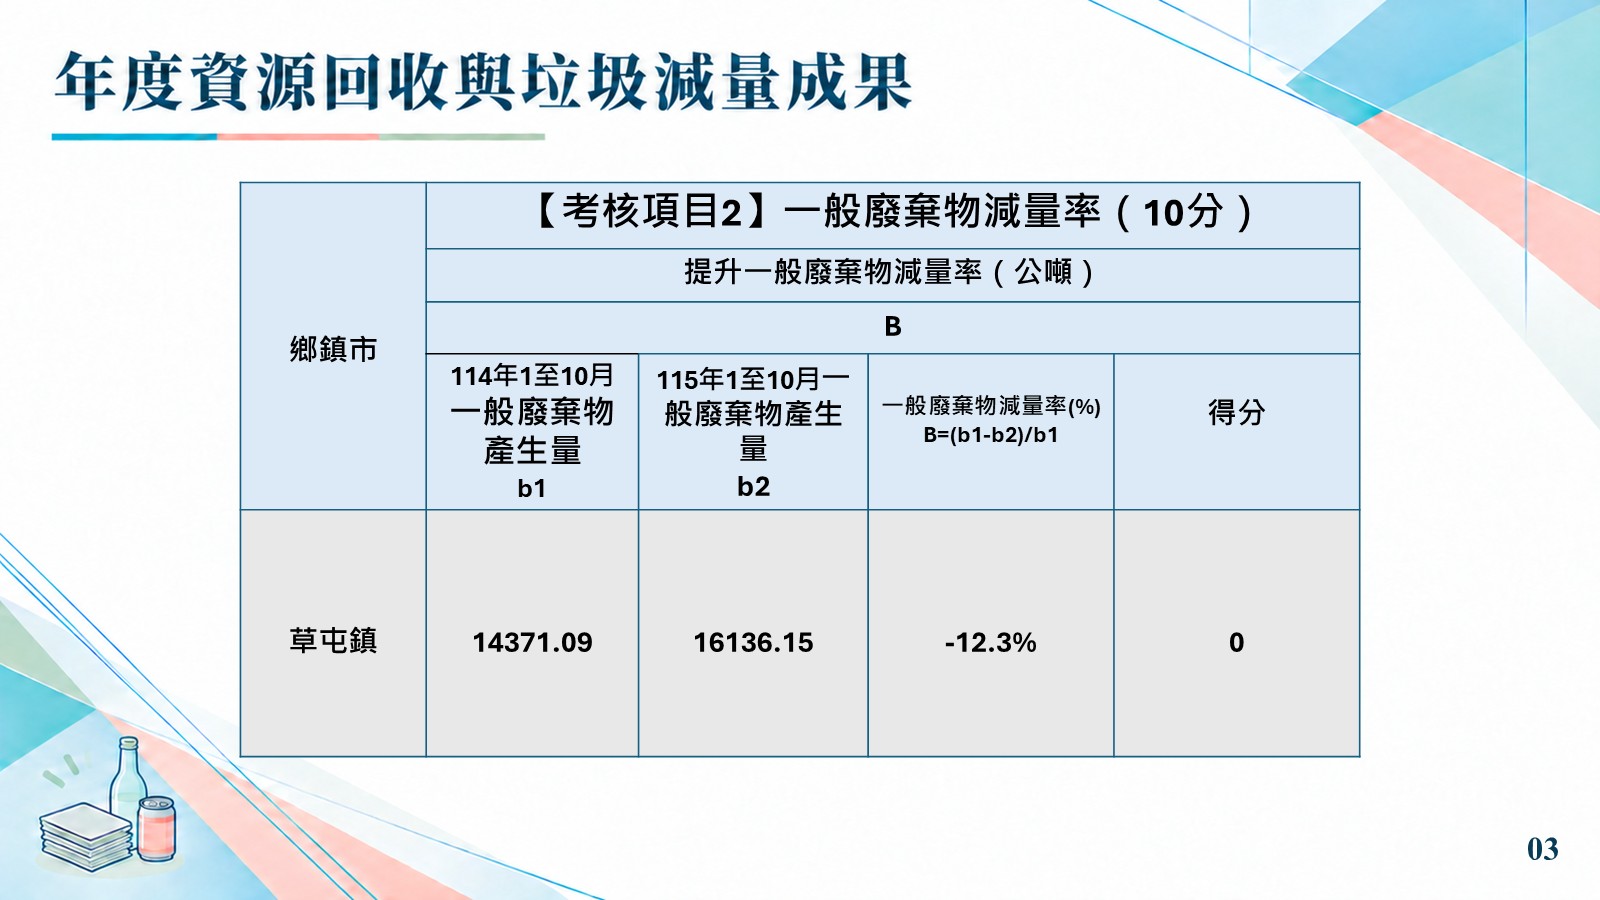 年度資源回收與垃圾減量成果
鄉鎮市
【考核項目2】一般廢棄物減量率（10分）
提升一般廢棄物減量率（公噸）
B
114年1至10月
一般廢棄物
產生量
b1
115年1至10月一
般廢棄物產生
量
b2
一般廢棄物減量率(%)
B=(b1-b2)/b1
得分
草屯鎮
14371.09
16136.15
-12.3%
0
03